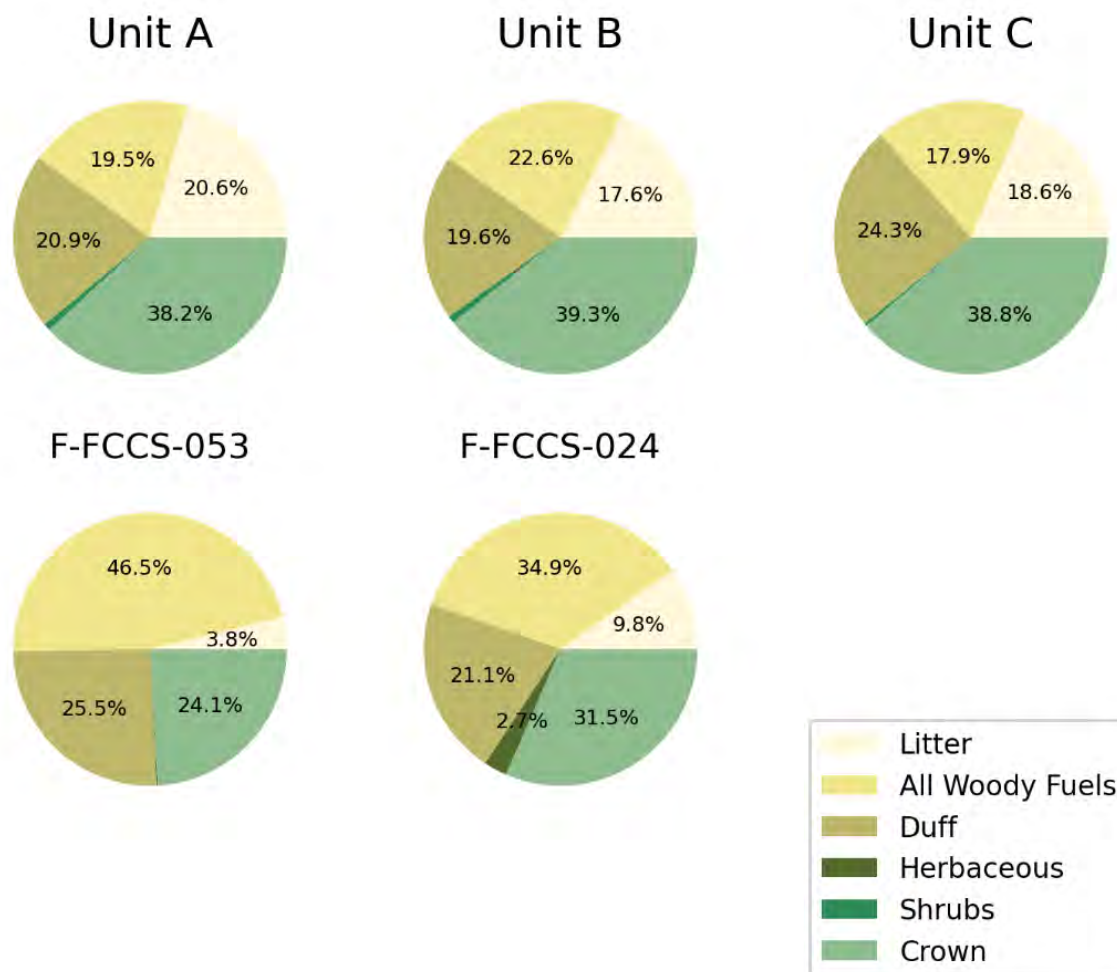 Unit A
Unit B
Unit C
19.5%
20.6%
20.9%
38.2%
22.6%
17.6%
19.6%
39.3%
17.9%
18.6%
24.3%
38.8%
F-FCCS-053
F-FCCS-024
46.5%
3.8%
25.5%
24.1%
34.9%
9.8%
21.1%
2.7%
31.5%
Litter
All Woody Fuels
Duff
Herbaceous
Shrubs
Crown